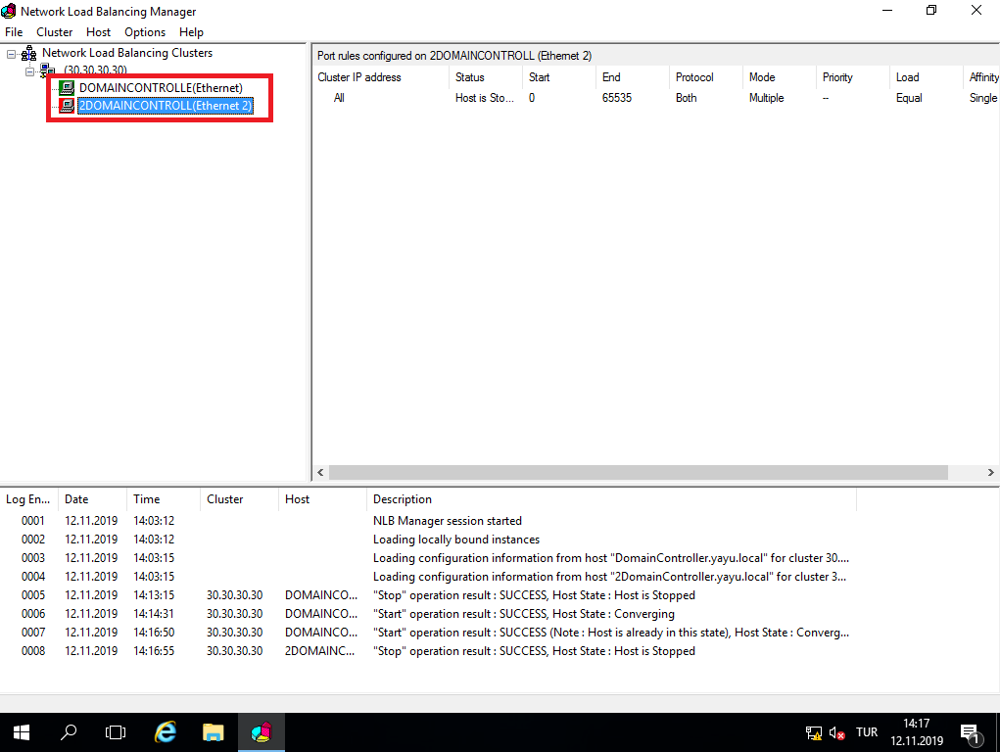 Network Load Balancing Manager
File Cluster Host Options Help
Network Load Balancing Clusters
(30.30.30.30)
DOMAINCONTROLLE(Ethernet)
2DOMAINCONTROLL(Ethernet 2)
Port rules configured on 2DOMAINCONTROLL (Ethernet 2)
Cluster IP address Status Start End Protocol Mode Priority Load Affinity
All Host is Sto... 0 65535 Both Multiple -- Equal Single
Log En... Date Time Cluster Host Description
0001 12.11.2019 14:03:12 NLB Manager session started
0002 12.11.2019 14:03:12 Loading locally bound instances
0003 12.11.2019 14:03:15 Loading configuration information from host "DomainController.yayu.local" for cluster 30....
0004 12.11.2019 14:03:15 Loading configuration information from host "2DomainController.yayu.local" for cluster 3...
0005 12.11.2019 14:13:15 30.30.30.30 DOMAINCO... "Stop" operation result : SUCCESS, Host State : Host is Stopped
0006 12.11.2019 14:14:31 30.30.30.30 DOMAINCO... "Start" operation result : SUCCESS, Host State : Converging
0007 12.11.2019 14:16:50 30.30.30.30 DOMAINCO... "Start" operation result : SUCCESS (Note : Host is already in this state), Host State : Converg...
0008 12.11.2019 14:16:55 30.30.30.30 2DOMAINC... "Stop" operation result : SUCCESS, Host State : Host is Stopped
TUR
14:17
12.11.2019
1